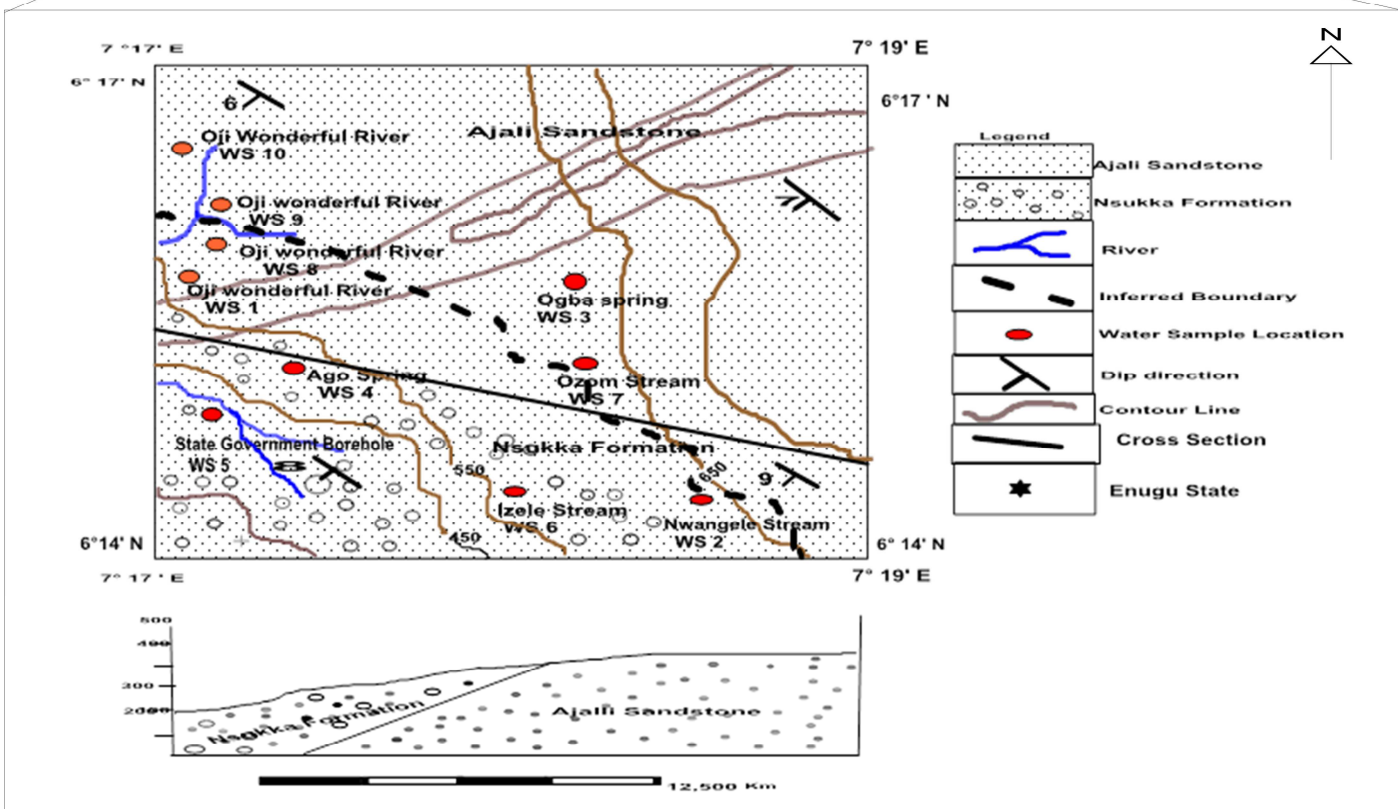 N
7 °17' E
7° 19' E
6° 17' N
6°17 ' N
6
Oji Wonderful River
WS 10
Ajali Sandstone
Oji wonderful River
WS 9
Oji wonderful River
WS 8
Oji wonderful River
WS 1
Ogba spring
WS 3
Ago Spring
WS 4
Ozom Stream
WS 7
State Government Borehole
WS 5
8
Nsgkka Formation
550
650
9
Izele Stream
WS 6
Nwangele Stream
WS 2
450
6° 14' N
6° 14' N
7° 17 ' E
7° 19' E
Legend
Ajali Sandstone
Nsukka Formation
River
Inferred Boundary
Water Sample Location
Dip direction
Contour Line
Cross Section
Enugu State
500
400
300
Nsgkka Formation
Ajalli Sandstone
12,500 Km